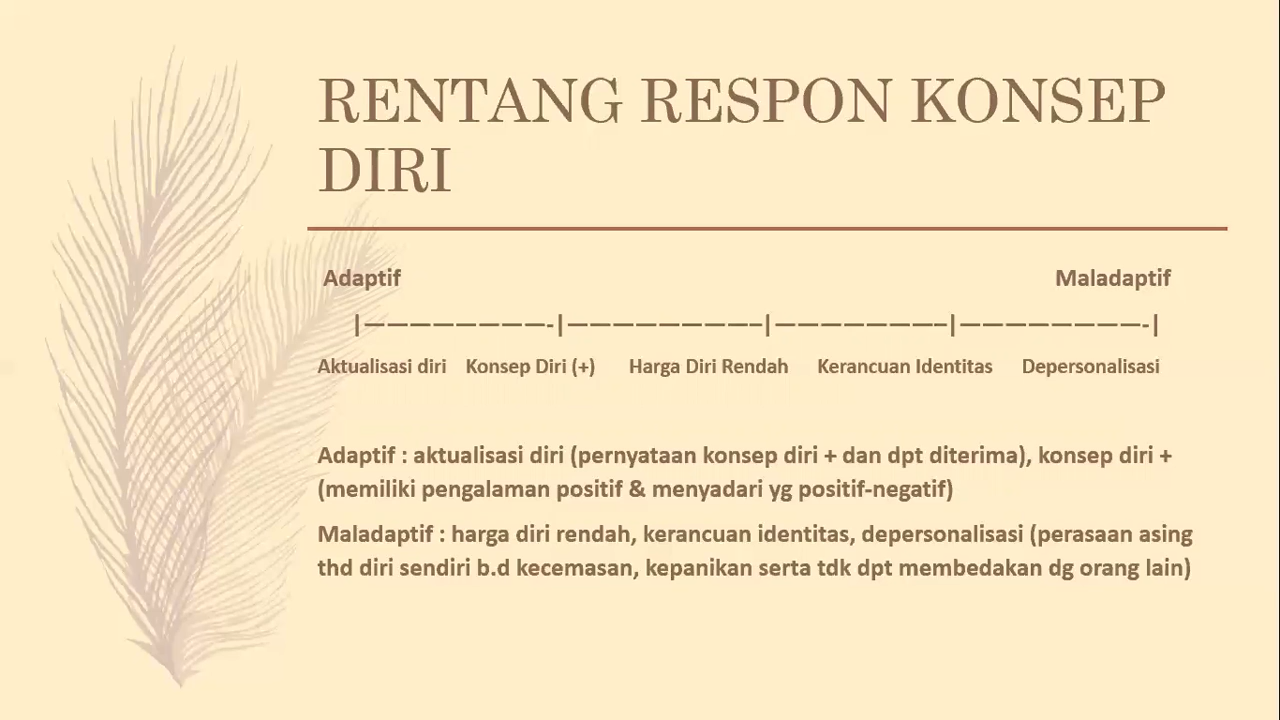 RENTANG RESPON KONSEP
DIRI
Adaptif Maladaptif
|————————-|—————————|————————|————————-|
Aktualisasi diri Konsep Diri (+) Harga Diri Rendah Kerancuan Identitas Depersonalisasi
Adaptif : aktualisasi diri (pernyataan konsep diri + dan dpt diterima), konsep diri +
(memiliki pengalaman positif & menyadari yg positif-negatif)
Maladaptif : harga diri rendah, kerancuan identitas, depersonalisasi (perasaan asing
thd diri sendiri b.d kecemasan, kepanikan serta tdk dpt membedakan dg orang lain)